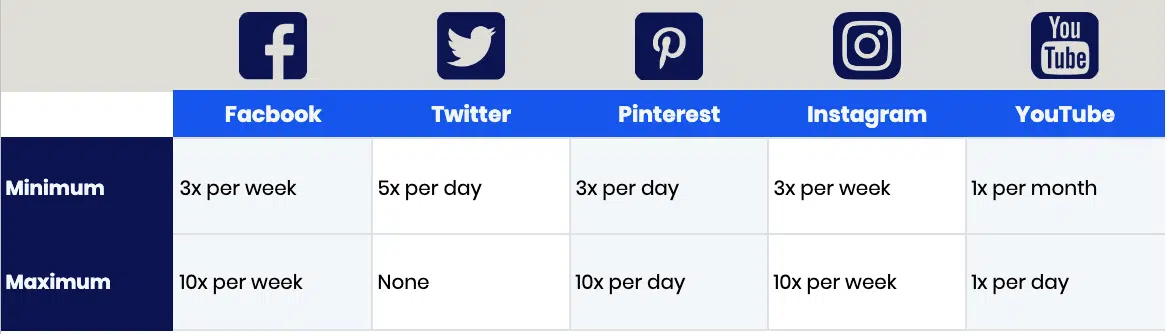 You
Tube
Facbook Twitter Pinterest Instagram YouTube
Minimum 3x per week 5x per day 3x per day 3x per week 1x per month
Maximum 10x per week None 10x per day 10x per week 1x per day